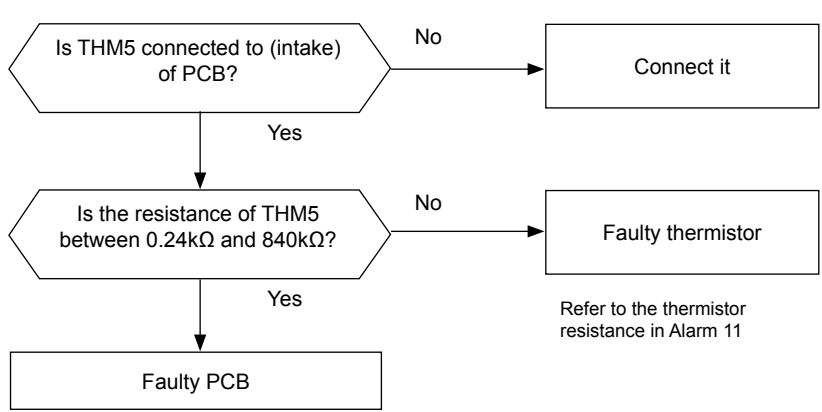 Is THM5 connected to (intake)
of PCB?
No
Connect it
Yes
Is the resistance of THM5
between 0.24kΩ and 840kΩ?
No
Faulty thermistor
Yes
Refer to the thermistor
resistance in Alarm 11
Faulty PCB